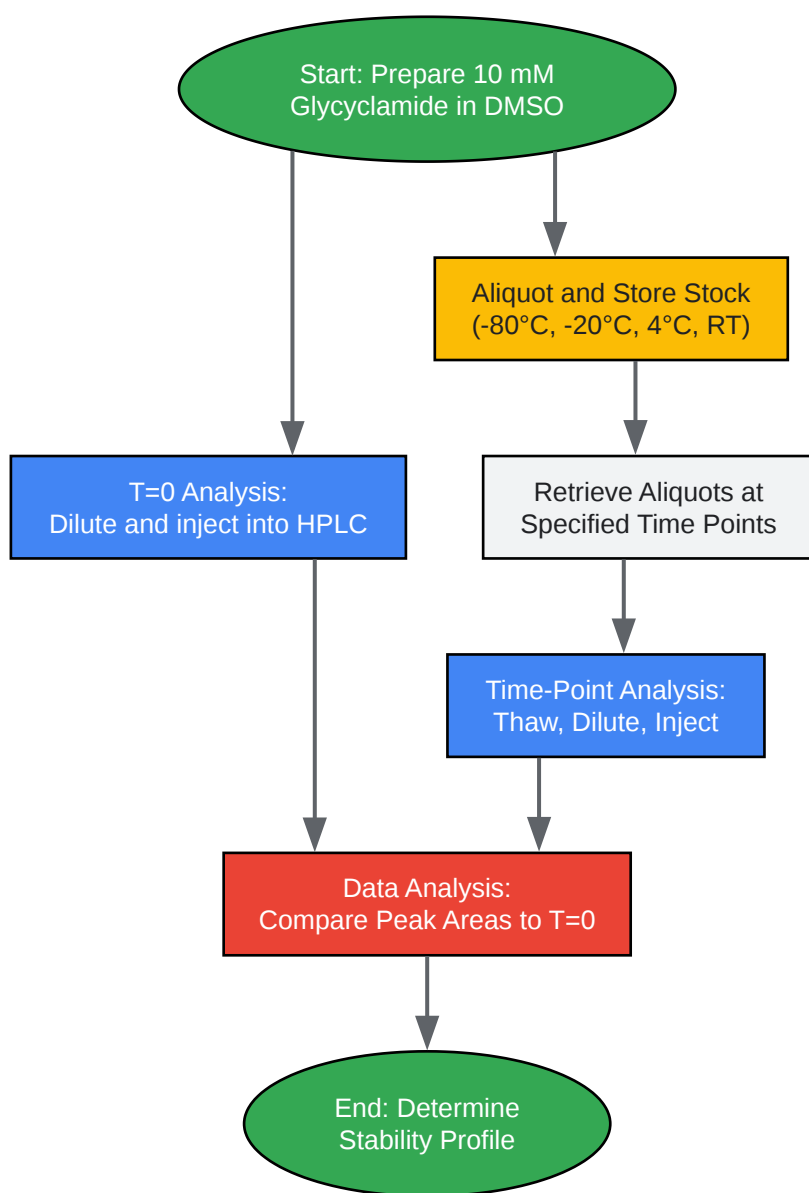 Start: Prepare 10 mM
Glycyclamide in DMSO
Aliquot and Store Stock
(-80°C, -20°C, 4°C, RT)
T=0 Analysis:
Dilute and inject into HPLC
Retrieve Aliquots at
Specified Time Points
Time-Point Analysis:
Thaw, Dilute, Inject
Data Analysis:
Compare Peak Areas to T=0
End: Determine
Stability Profile